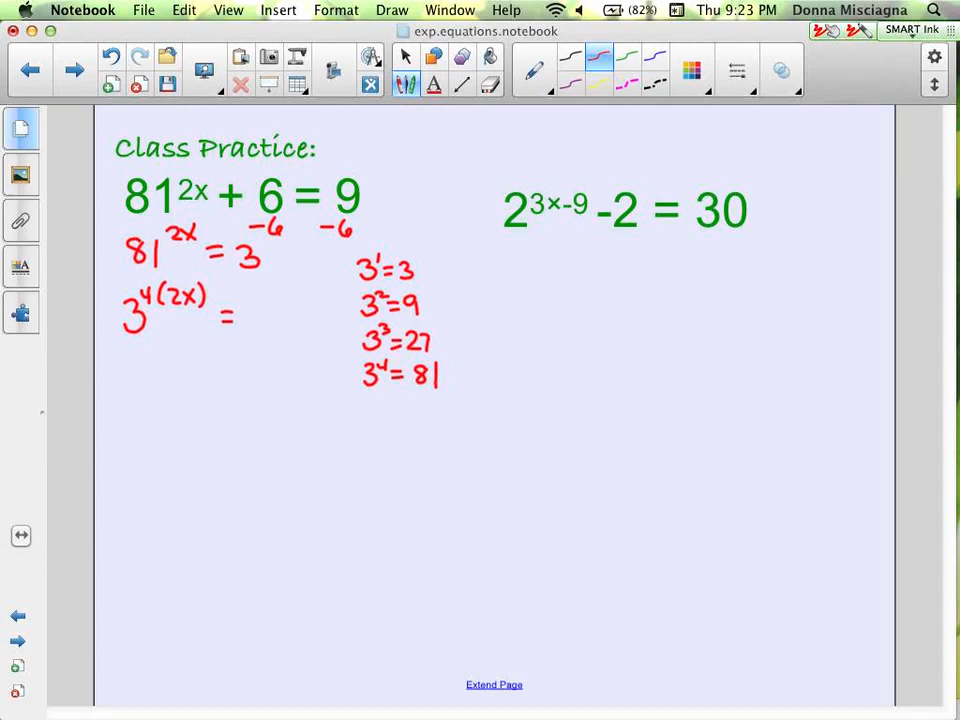 Notebook File Edit View Insert Format Draw Window Help (82%) Thu 9:23 PM Donna Misciagna
exp.equations.notebook
SMART Ink
Class Practice:
81^{2x} + 6 = 9
-6 -6
81^{2x} = 3
3^{4(2x)} =
3^1 = 3
3^2 = 9
3^3 = 27
3^4 = 81
2^{3x-9} -2 = 30
Extend Page